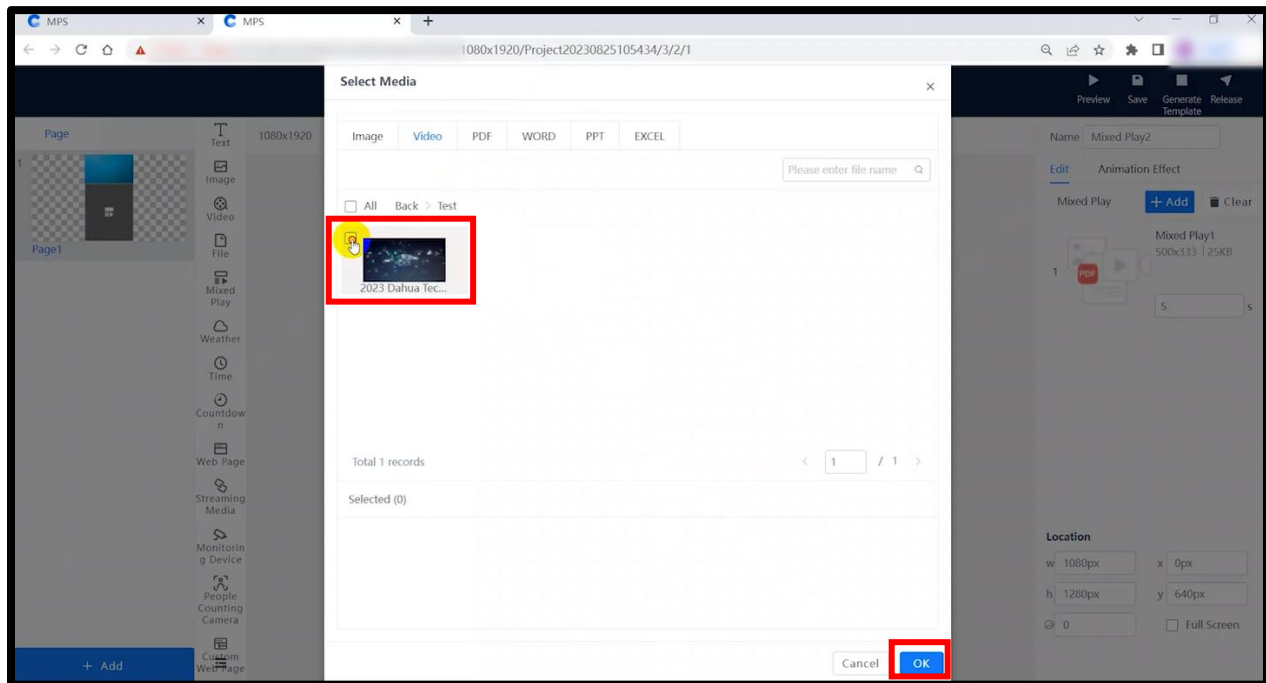 MPS
MPS
1080x1920/Project20230825105434/3/2/1
Preview
Save
Generate Template
Release
Page
1
Page1
+ Add
Text
Image
Video
File
Mixed Play
Weather
Time
Countdow
n
Web Page
Streaming Media
Monitorin
g Device
People Counting Camera
Custom Web Page
1080x1920
Select Media
Image Video PDF WORD PPT EXCEL
Please enter file name
All Back > Test
2023 Dahua Tec...
Total 1 records
< 1 / 1 >
Selected (0)
Cancel OK
Name Mixed Play2
Edit Animation Effect
Mixed Play + Add Clear
Mixed Play1
500x333 | 25KB
1
PDF
5 s
Location
w 1080px x 0px
h 1280px y 640px
0 Full Screen